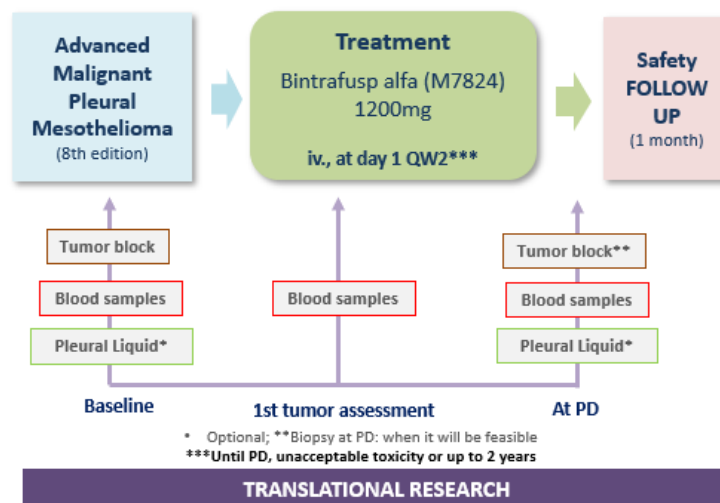 Advanced
Malignant
Pleural
Mesothelioma
(8th edition)
Treatment
Bintrafusp alfa (M7824)
1200mg
iv., at day 1 QW2***
Safety
FOLLOW
UP
(1 month)
Tumor block
Blood samples
Pleural Liquid*
Blood samples
Tumor block**
Blood samples
Pleural Liquid*
Baseline
1st tumor assessment
At PD
* Optional; **Biopsy at PD: when it will be feasible
***Until PD, unacceptable toxicity or up to 2 years
TRANSLATIONAL RESEARCH